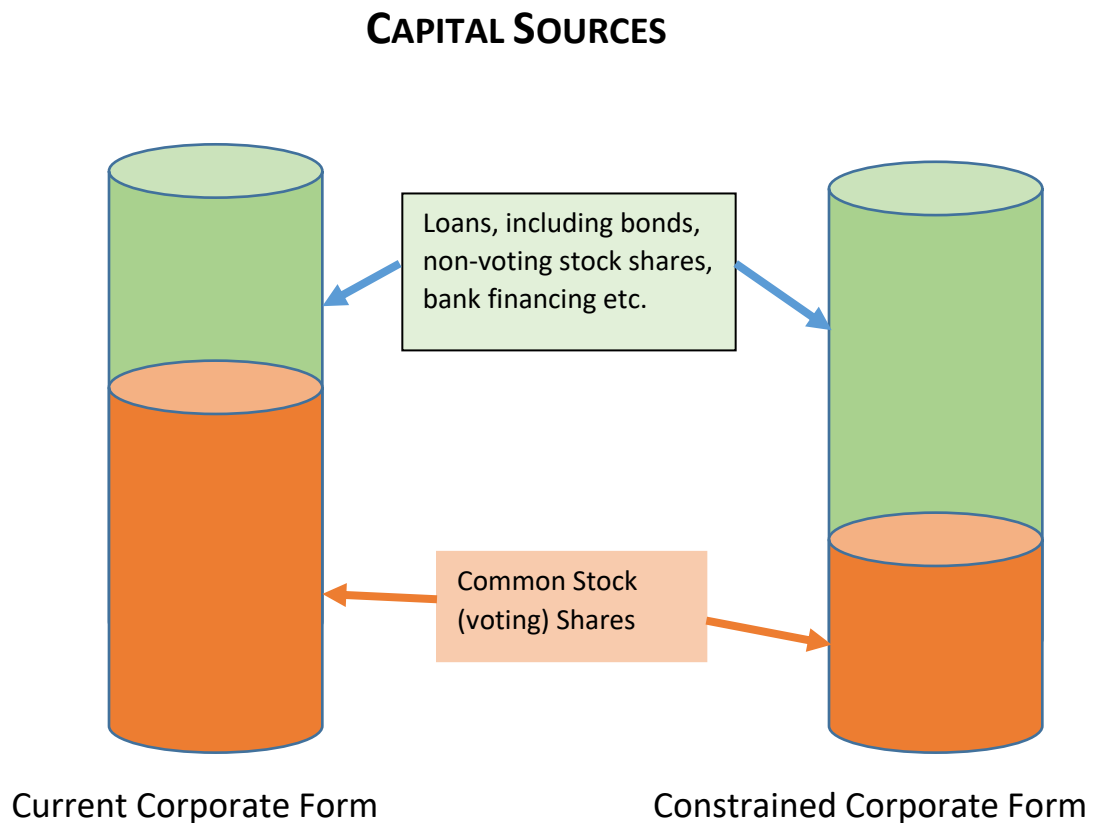 CAPITAL SOURCES
Loans, including bonds,
non-voting stock shares,
bank financing etc.
Common Stock
(voting) Shares
Current Corporate Form
Constrained Corporate Form